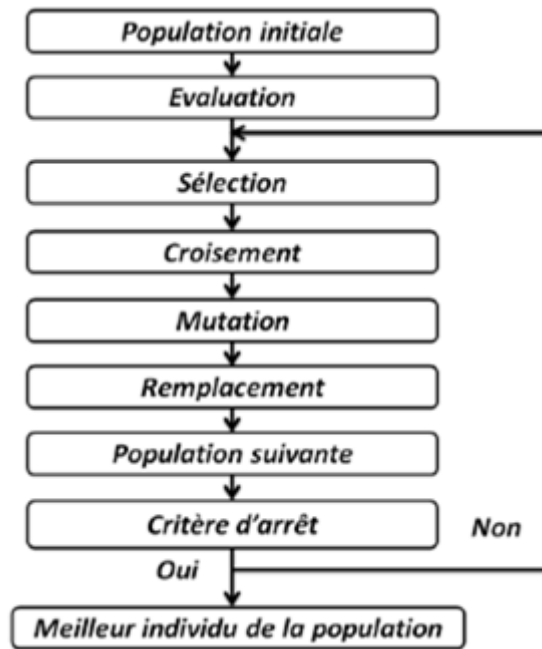 Population initiale
Evaluation
Sélection
Croisement
Mutation
Remplacement
Population suivante
Critère d'arrêt
Non
Oui
Meilleur individu de la population